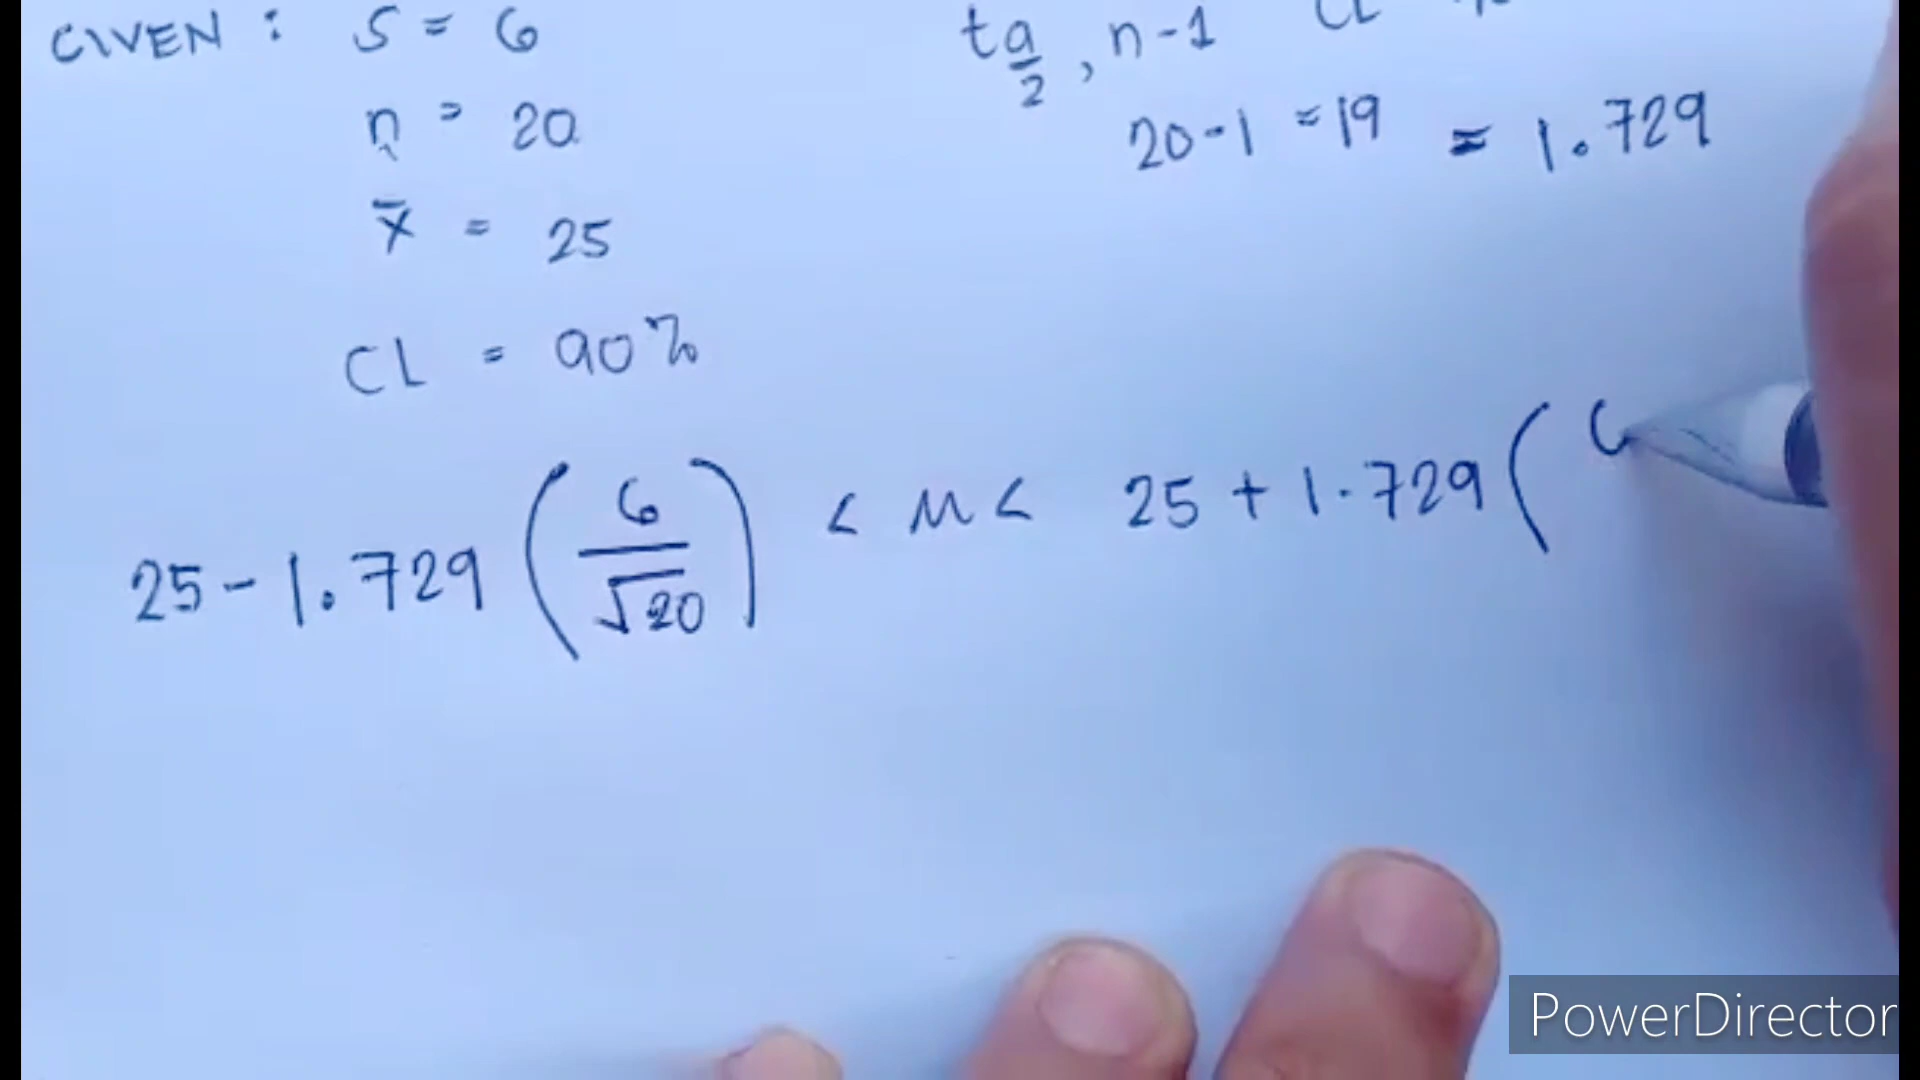 GIVEN : S = 6
t a/2 , n-1 CL
n = 20
20-1 = 19 = 1.729
x̄ = 25
CL = 90%
25 - 1.729 ( 6 / √20 ) < M < 25 + 1.729 ( 6
PowerDirector